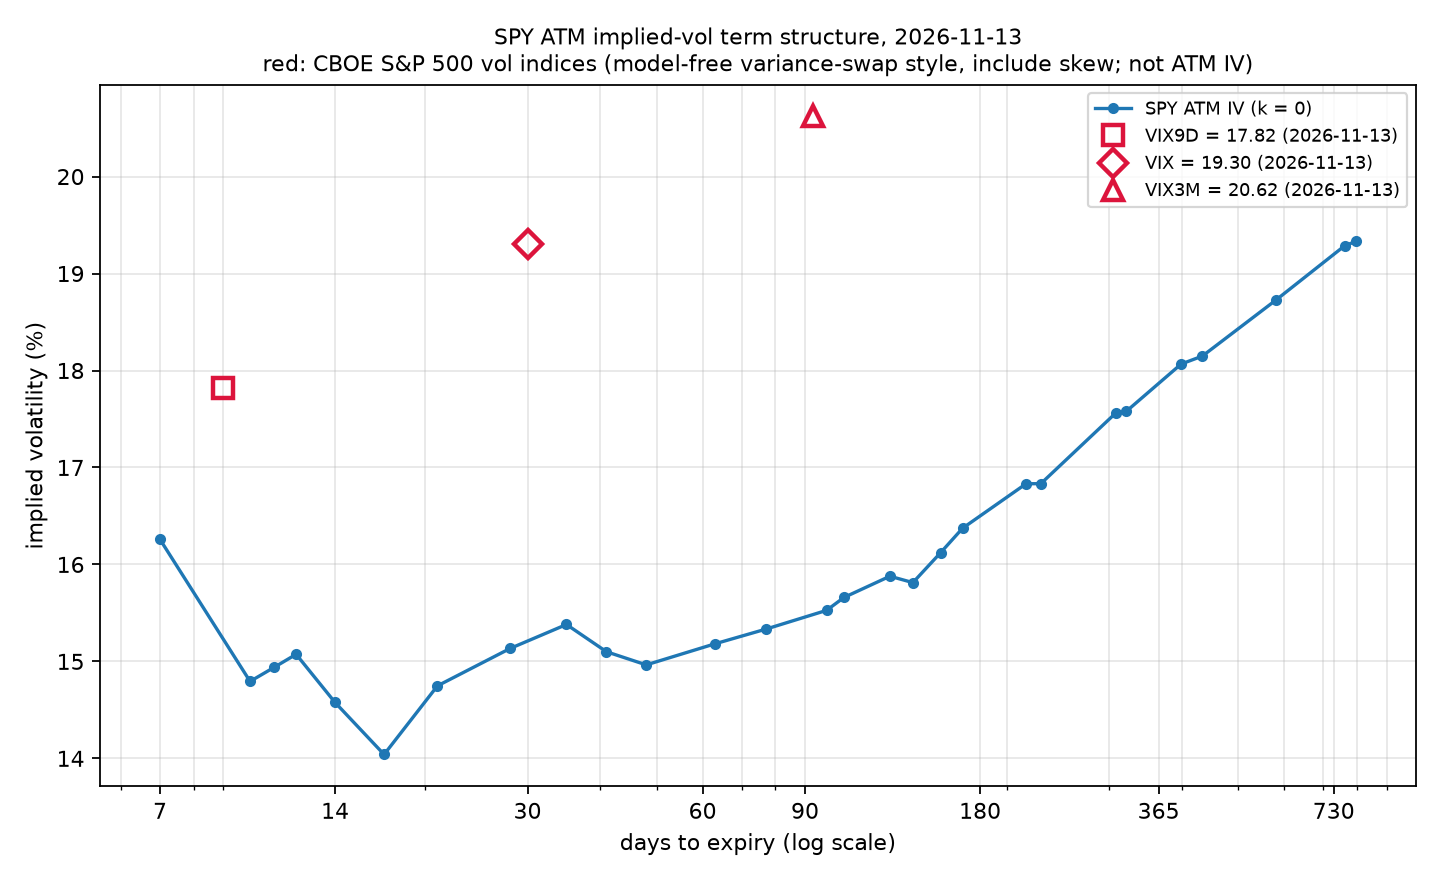 SPY ATM implied-vol term structure, 2026-11-13
red: CBOE S&P 500 vol indices (model-free variance-swap style, include skew; not ATM IV)
SPY ATM IV (k = 0)
VIX9D = 17.82 (2026-11-13)
VIX = 19.30 (2026-11-13)
VIX3M = 20.62 (2026-11-13)
implied volatility (%)
20
19
18
17
16
15
14
7 14 30 60 90 180 365 730
days to expiry (log scale)